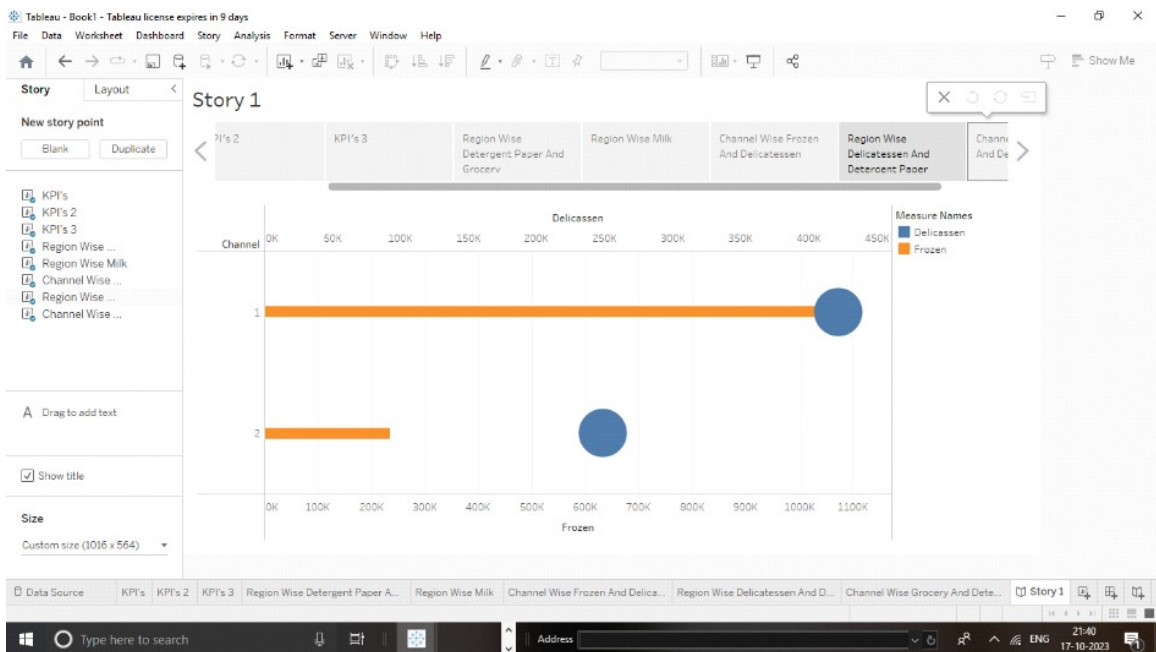 Tableau - Book1 - Tableau license expires in 9 days
File Data Worksheet Dashboard Story Analysis Format Server Window Help
Show Me
Story Layout
New story point
Blank Duplicate
KPI's
KPI's 2
KPI's 3
Region Wise ...
Region Wise Milk
Channel Wise ...
Region Wise ...
Channel Wise ...
A Drag to add text
Show title
Size
Custom size (1016 x 564)
Story 1
PI's 2
KPI's 3
Region Wise
Detergent Paper And
Grocery
Region Wise Milk
Channel Wise Frozen
And Delicatessen
Region Wise
Delicatessen And
Detergent Paper
Channe
And De
Delicassen
Channel 0K 50K 100K 150K 200K 250K 300K 350K 400K 450K
1
2
0K 100K 200K 300K 400K 500K 600K 700K 800K 900K 1000K 1100K
Frozen
Measure Names
Delicassen
Frozen
Data Source KPI's KPI's 2 KPI's 3 Region Wise Detergent Paper A... Region Wise Milk Channel Wise Frozen And Delica... Region Wise Delicatessen And D... Channel Wise Grocery And Dete... Story 1
Type here to search
Address
ENG
21:40
17-10-2023